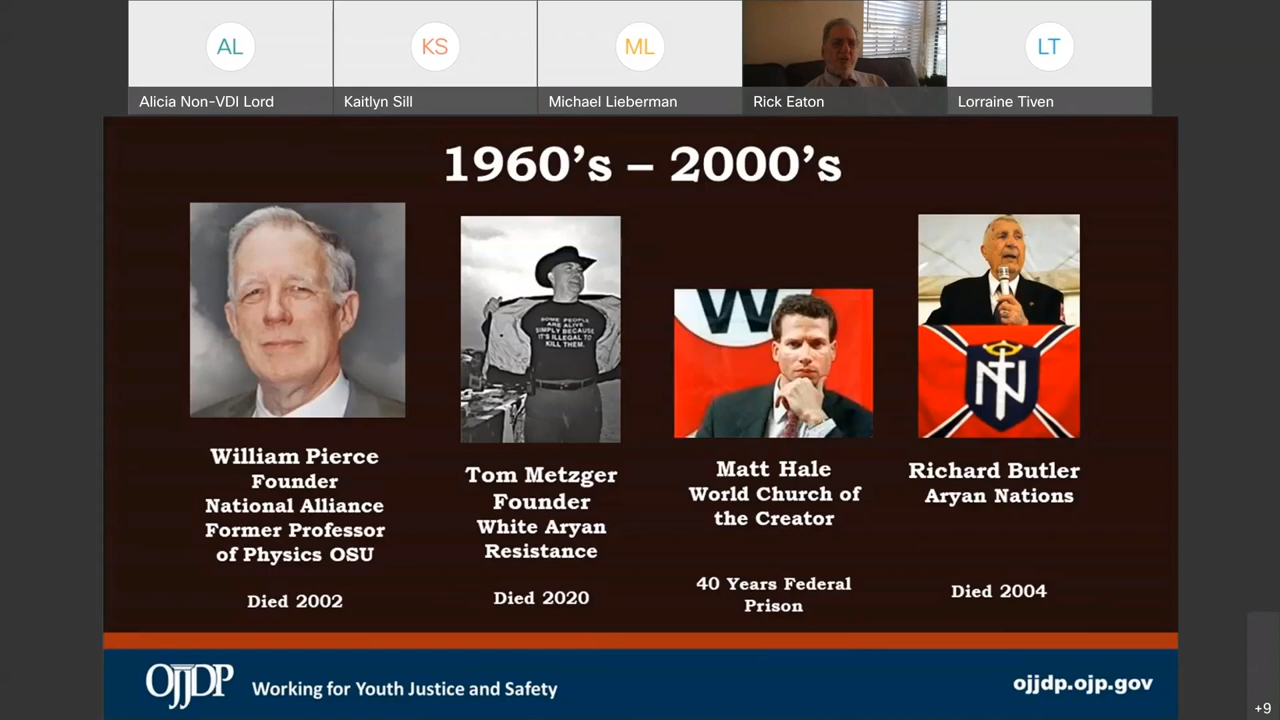 AL
KS
ML
LT
Alicia Non-VDI Lord
Kaitlyn Sill
Michael Lieberman
Rick Eaton
Lorraine Tiven
1960’s – 2000’s
SOME PEOPLE
ARE ALIVE
SIMPLY BECAUSE
IT'S ILLEGAL TO
KILL THEM.
W
N
William Pierce
Founder
National Alliance
Former Professor
of Physics OSU
Died 2002
Tom Metzger
Founder
White Aryan
Resistance
Died 2020
Matt Hale
World Church of
the Creator
40 Years Federal
Prison
Richard Butler
Aryan Nations
Died 2004
OJJDP
Working for Youth Justice and Safety
ojjdp.ojp.gov
+9